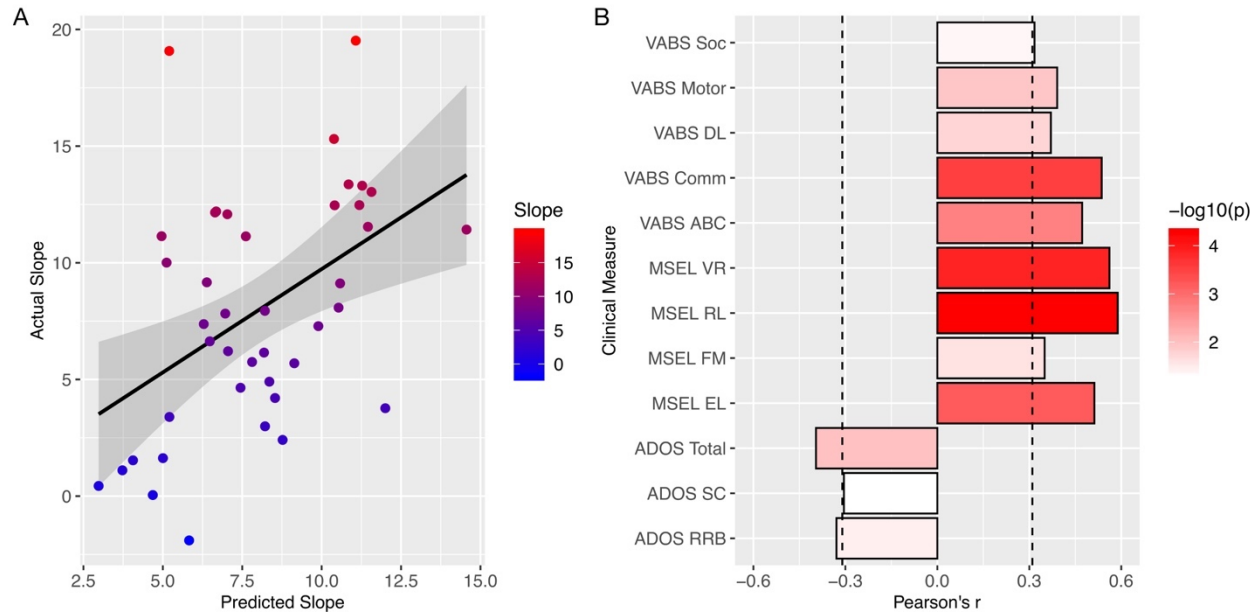 A
20
15
10
5
0
Actual Slope
2.5 5.0 7.5 10.0 12.5 15.0
Predicted Slope
Slope
15
10
5
0
B
VABS Soc
VABS Motor
VABS DL
VABS Comm
VABS ABC
MSEL VR
MSEL RL
MSEL FM
MSEL EL
ADOS Total
ADOS SC
ADOS RRB
Clinical Measure
−0.6 −0.3 0.0 0.3 0.6
Pearson's r
−log10(p)
4
3
2